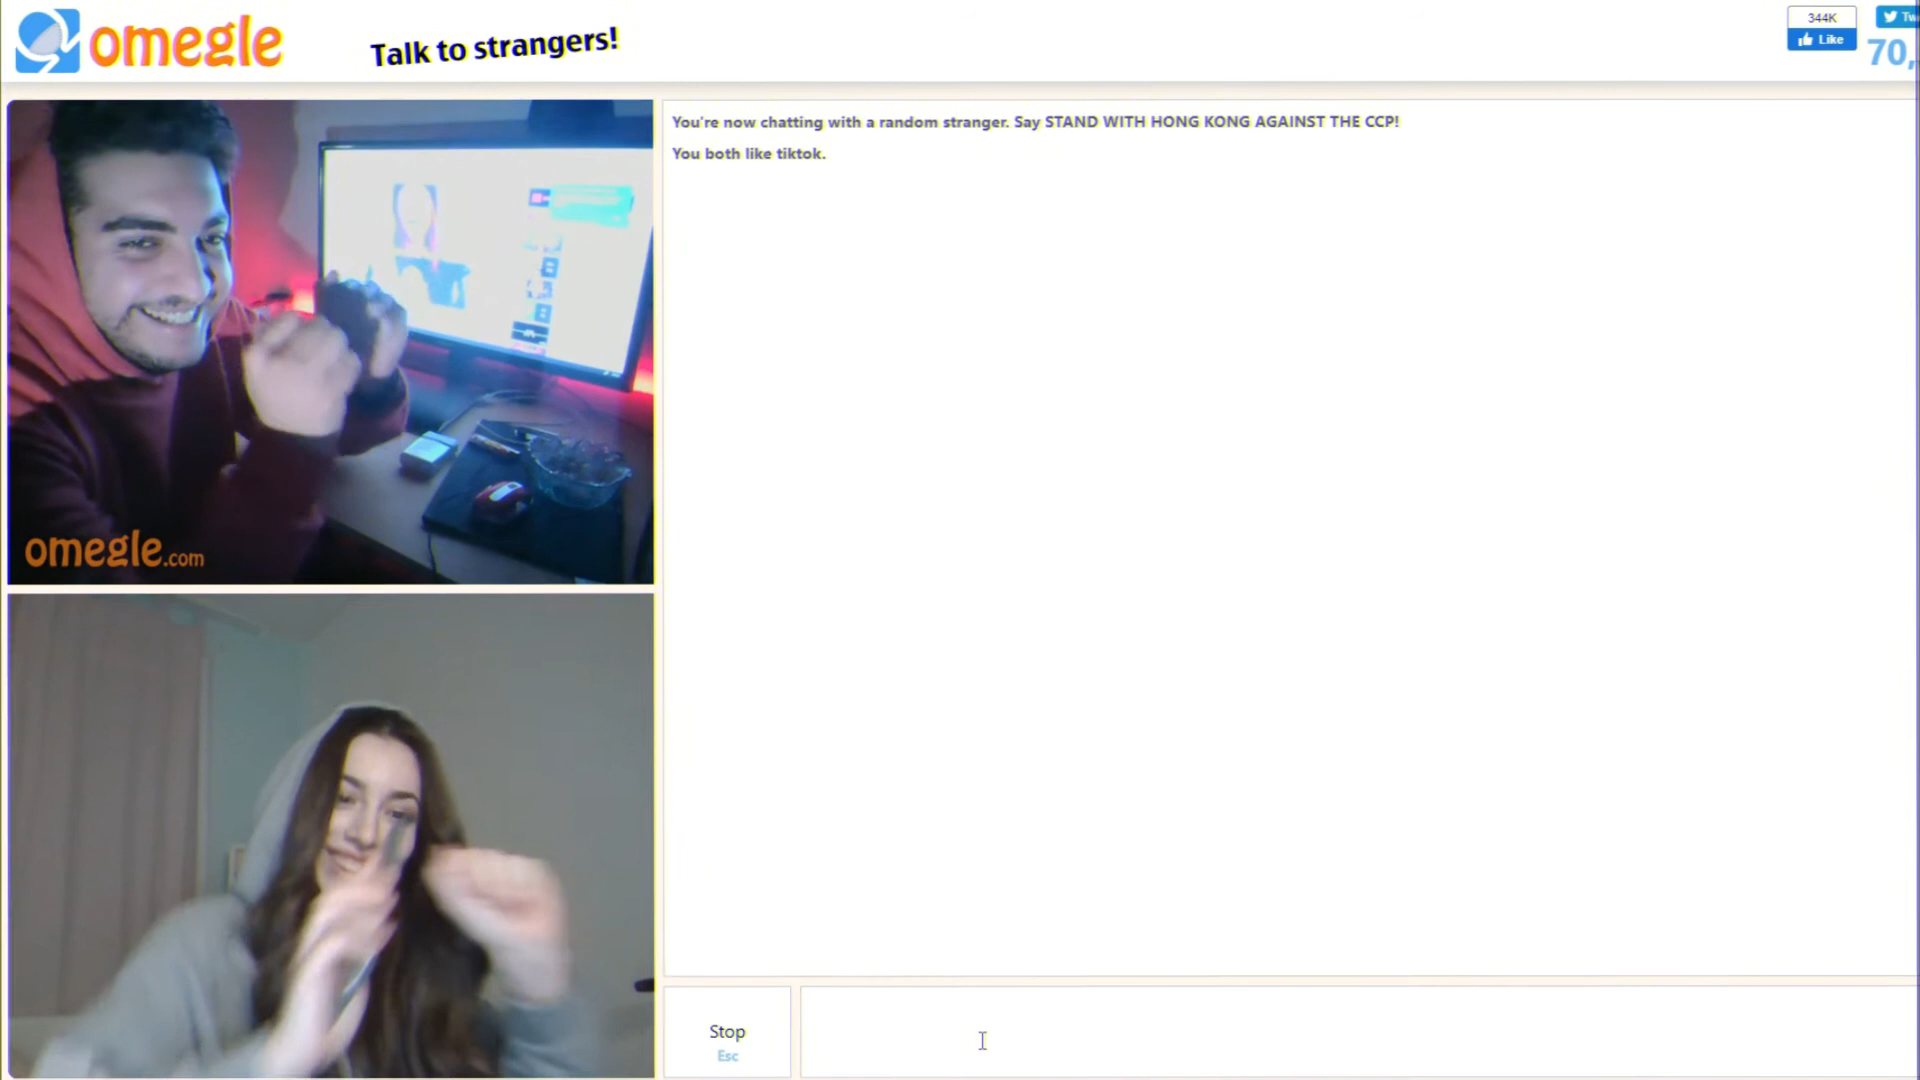 omegle
Talk to strangers!
344K
Like
70,
You're now chatting with a random stranger. Say STAND WITH HONG KONG AGAINST THE CCP!
You both like tiktok.
omegle.com
Stop
Esc